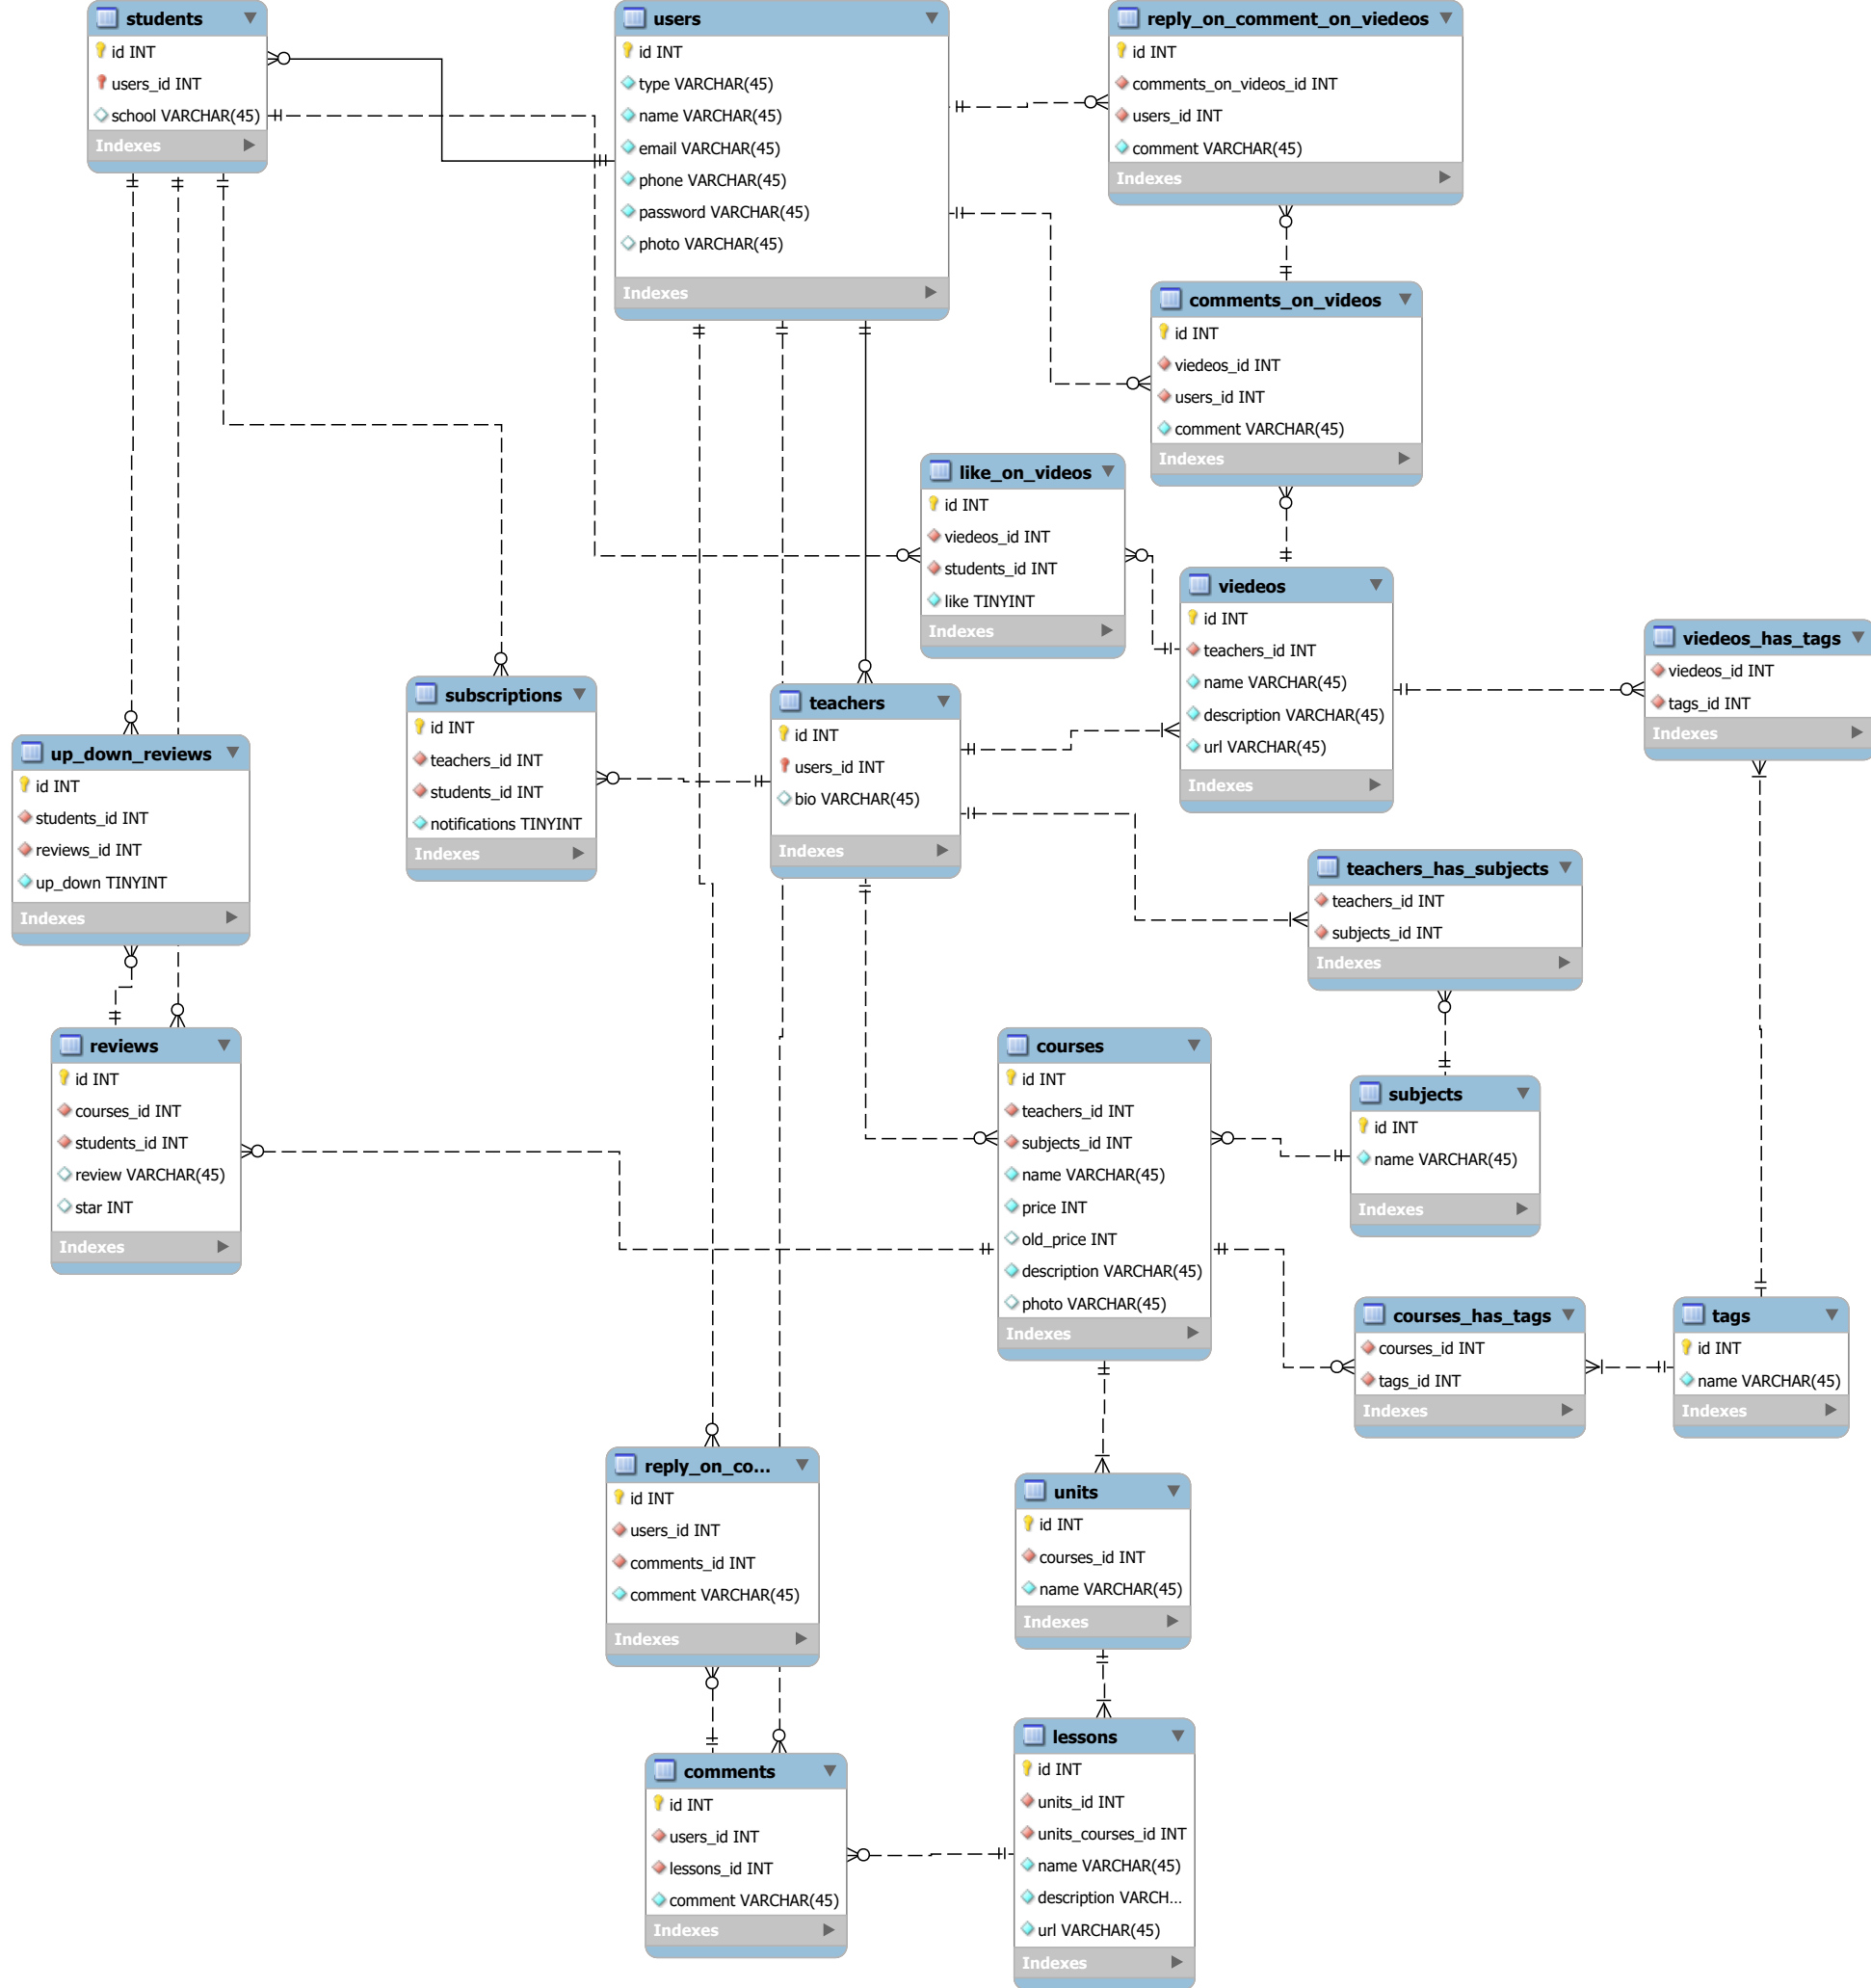 students
id INT
users_id INT
school VARCHAR(45)
Indexes
users
id INT
type VARCHAR(45)
name VARCHAR(45)
email VARCHAR(45)
phone VARCHAR(45)
password VARCHAR(45)
photo VARCHAR(45)
Indexes
reply_on_comment_on_viedeos
id INT
comments_on_videos_id INT
users_id INT
comment VARCHAR(45)
Indexes
comments_on_videos
id INT
viedeos_id INT
users_id INT
comment VARCHAR(45)
Indexes
like_on_videos
id INT
viedeos_id INT
students_id INT
like TINYINT
Indexes
viedeos
id INT
teachers_id INT
name VARCHAR(45)
description VARCHAR(45)
url VARCHAR(45)
Indexes
viedeos_has_tags
viedeos_id INT
tags_id INT
Indexes
subscriptions
id INT
teachers_id INT
students_id INT
notifications TINYINT
Indexes
teachers
id INT
users_id INT
bio VARCHAR(45)
Indexes
up_down_reviews
id INT
students_id INT
reviews_id INT
up_down TINYINT
Indexes
teachers_has_subjects
teachers_id INT
subjects_id INT
Indexes
reviews
id INT
courses_id INT
students_id INT
review VARCHAR(45)
star INT
Indexes
courses
id INT
teachers_id INT
subjects_id INT
name VARCHAR(45)
price INT
old_price INT
description VARCHAR(45)
photo VARCHAR(45)
Indexes
subjects
id INT
name VARCHAR(45)
Indexes
courses_has_tags
courses_id INT
tags_id INT
Indexes
tags
id INT
name VARCHAR(45)
Indexes
reply_on_co...
id INT
users_id INT
comments_id INT
comment VARCHAR(45)
Indexes
units
id INT
courses_id INT
name VARCHAR(45)
Indexes
comments
id INT
users_id INT
lessons_id INT
comment VARCHAR(45)
Indexes
lessons
id INT
units_id INT
units_courses_id INT
name VARCHAR(45)
description VARCH...
url VARCHAR(45)
Indexes